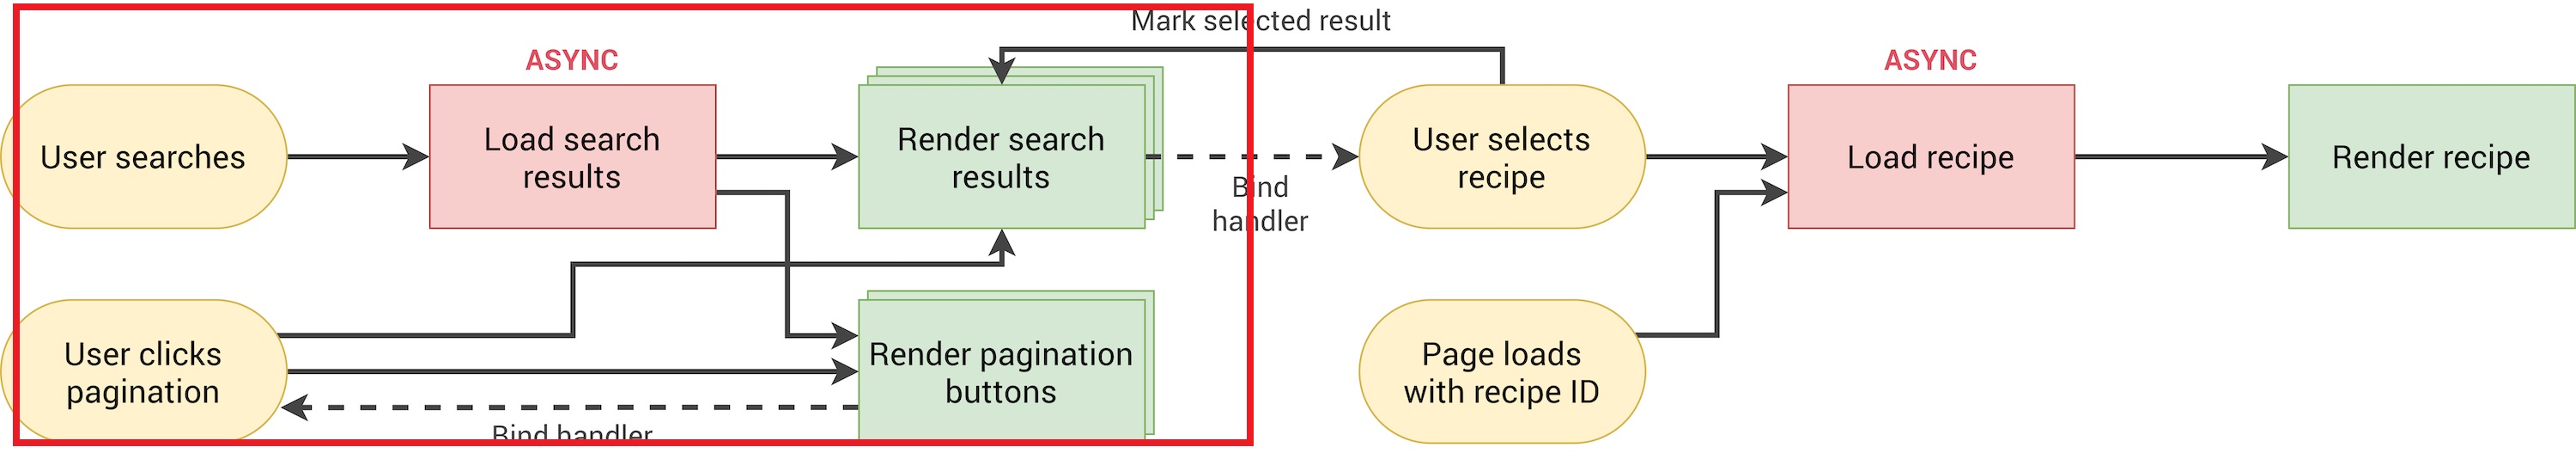 Mark selected result
ASYNC
ASYNC
User searches
Load search
results
Render search
results
User selects
recipe
Load recipe
Render recipe
Bind
handler
User clicks
pagination
Render pagination
buttons
Page loads
with recipe ID
Bind handler